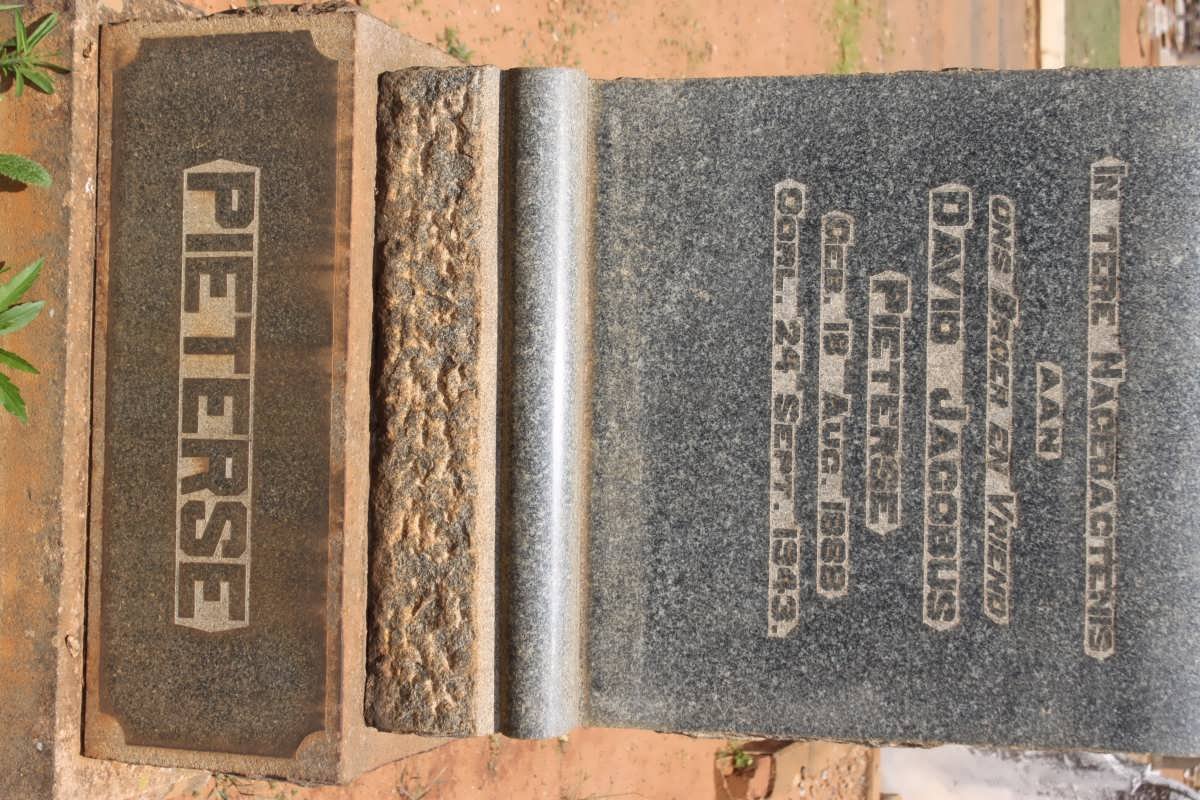 IN TERE NAGEDAGTENIS
AAN
ONS BROER EN VRIEND
DAVID JACOBUS
PIETERSE
GEB. 19 AUG. 1888
OORL. 24 SEPT. 1943.
PIETERSE